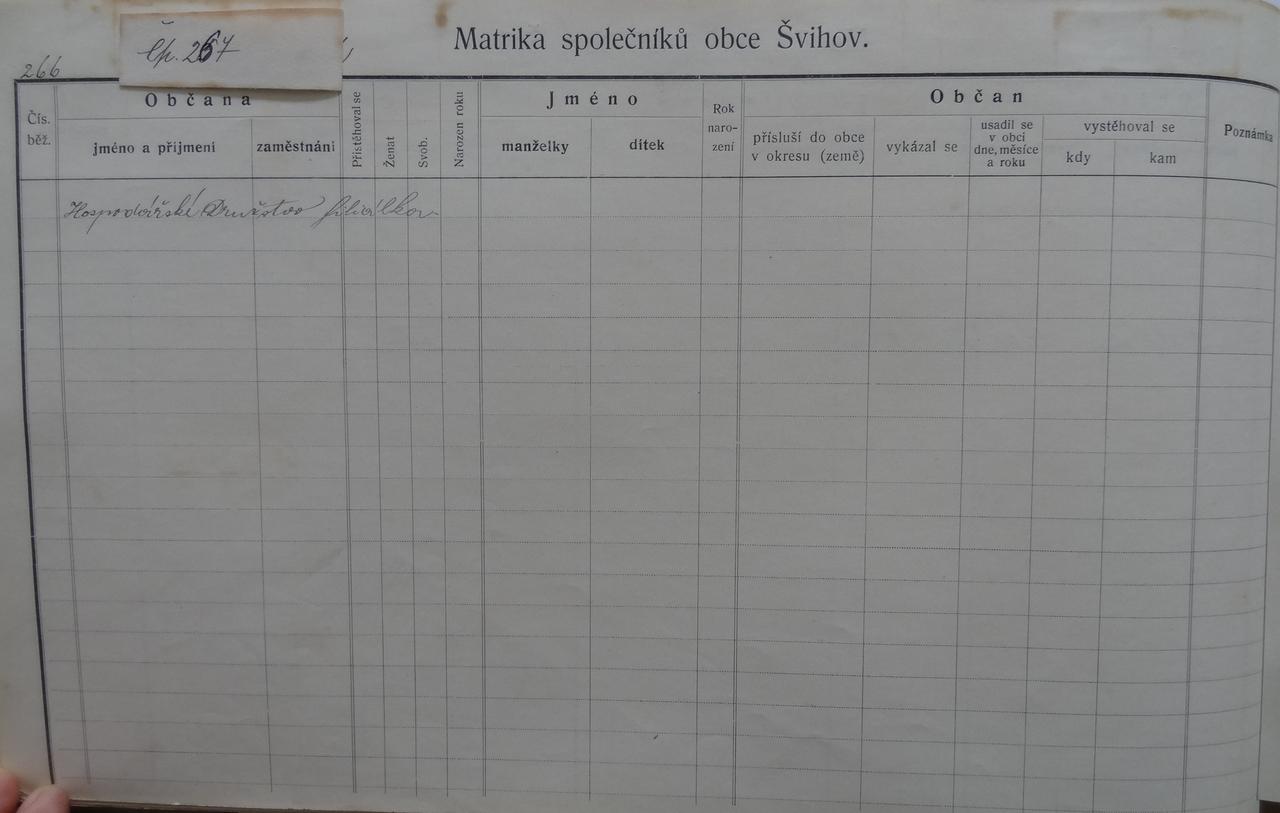 Matrika společníků obce Švihov.
Čp. 267
266
Občana
Jméno
Občan
Čís. běž.
jméno a příjmení
zaměstnání
Přistěhoval se
Ženat
Svob.
Narozen roku
manželky
dítek
Rok
naro-
zení
přísluší do obce
v okresu (země)
vykázal se
usadil se
v obci
dne, měsíce
a roku
vystěhoval se
kdy
kam
Poznámka
Hospodářské Družstvo filiálka